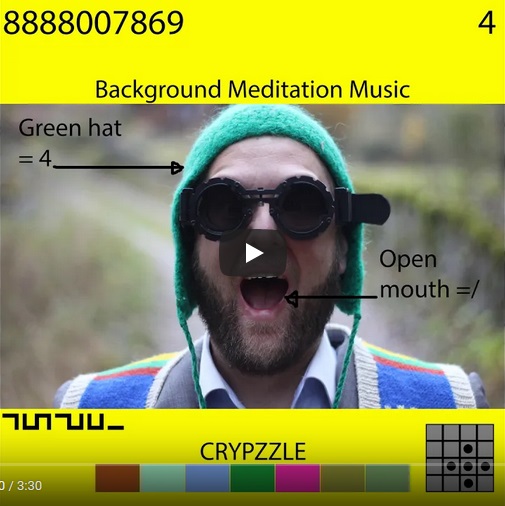 8888007869 4
Background Meditation Music
Green hat
= 4
Open
mouth =/
CRYPZZLE
0 / 3:30